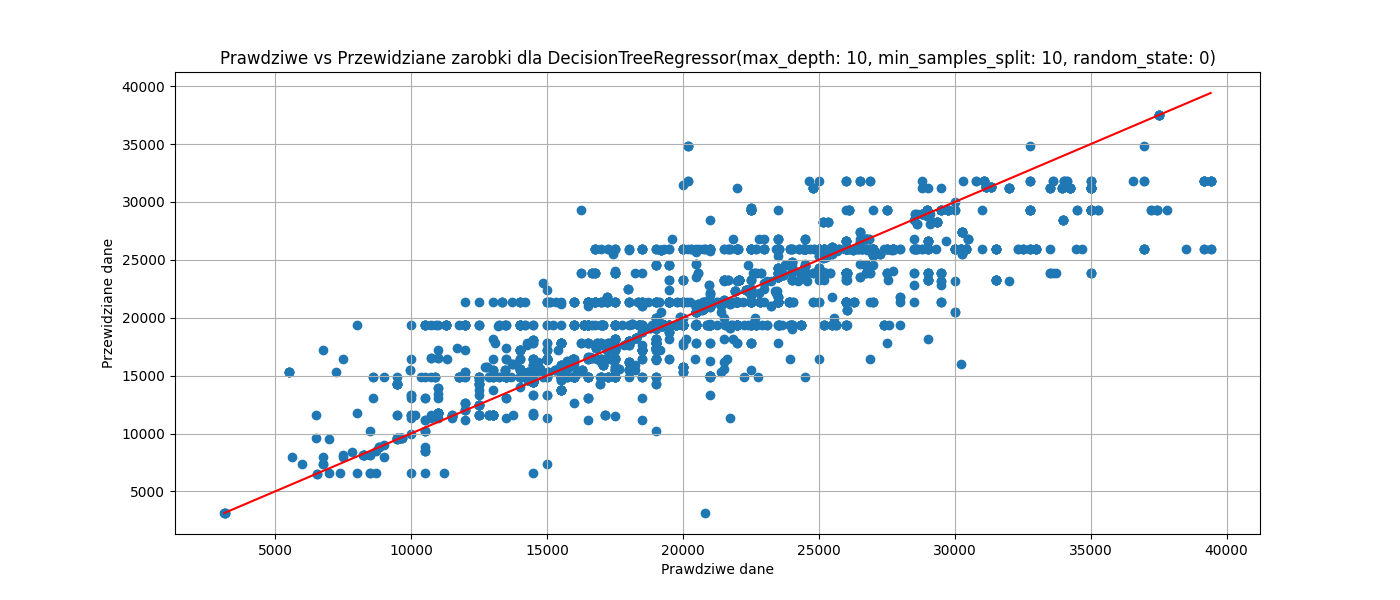 Prawdziwe vs Przewidziane zarobki dla DecisionTreeRegressor(max_depth: 10, min_samples_split: 10, random_state: 0)
40000
35000
30000
25000
20000
15000
10000
5000
Przewidziane dane
5000 10000 15000 20000 25000 30000 35000 40000
Prawdziwe dane